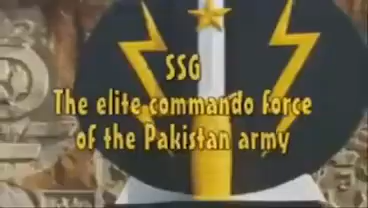 SSG
The elite commando force
of the Pakistan army